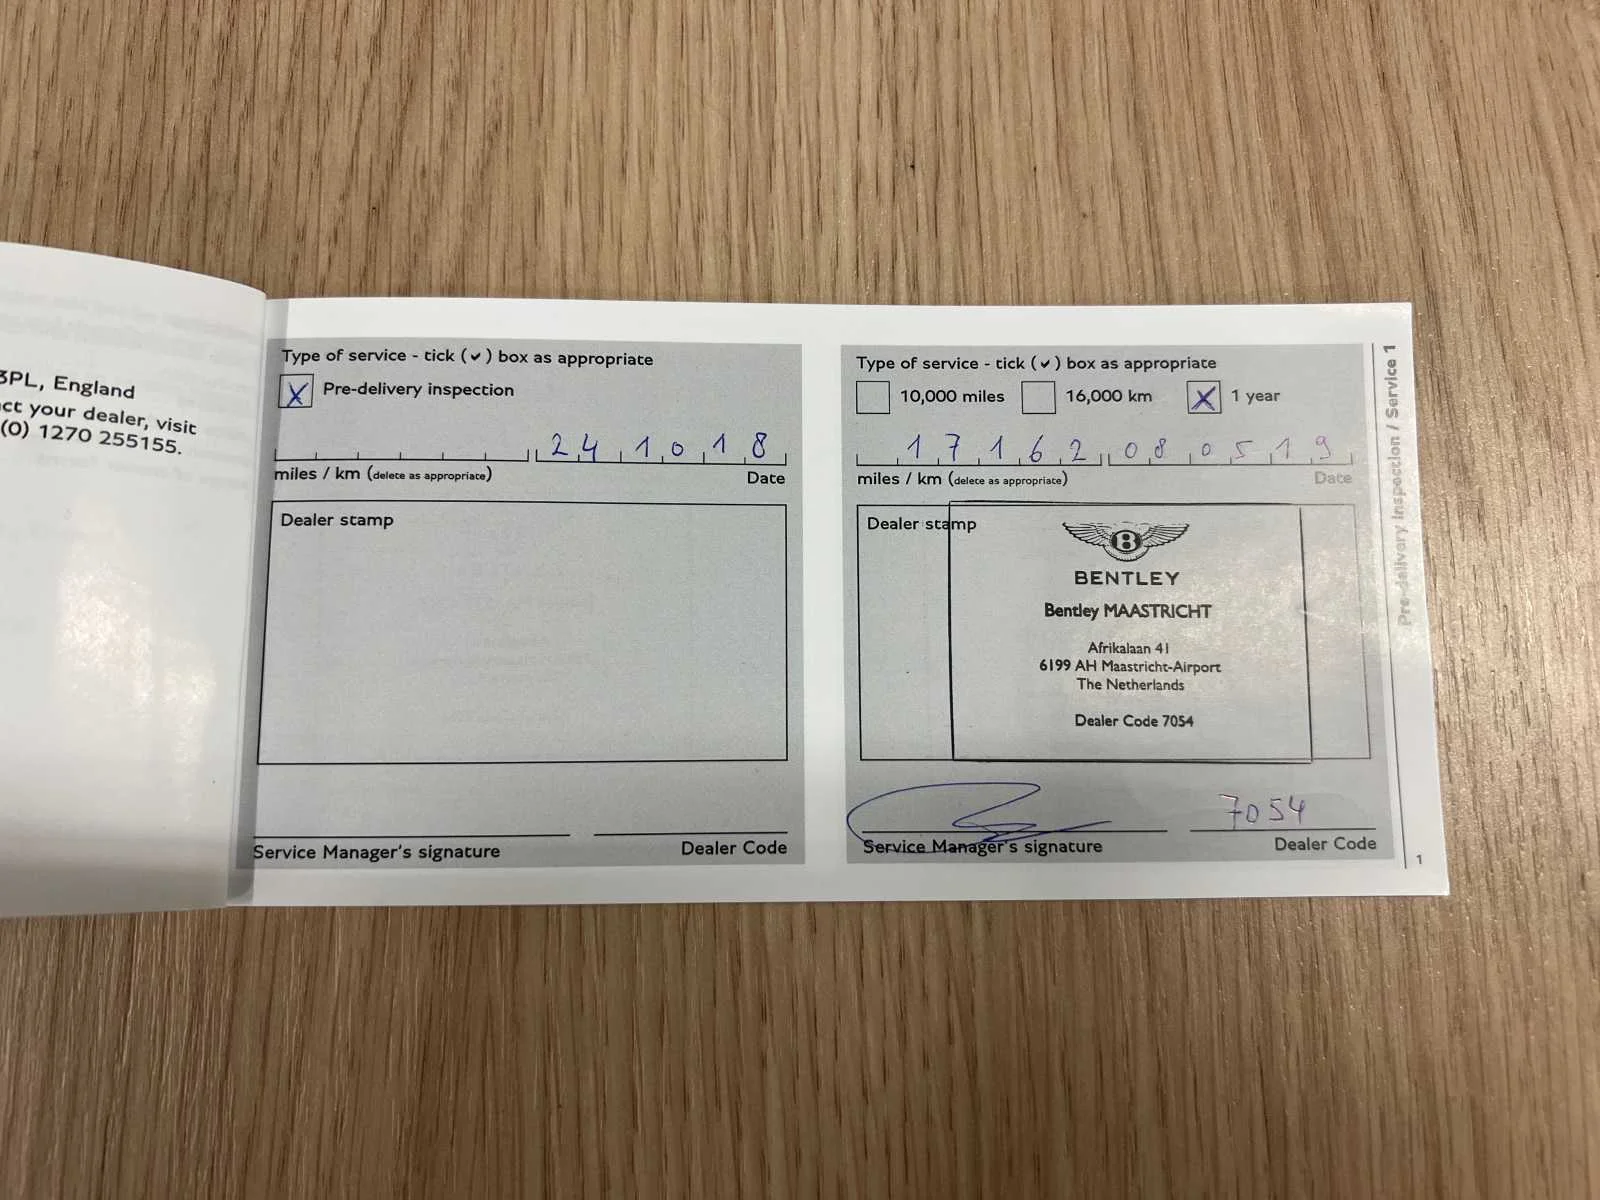 3PL, England
ct your dealer, visit
(0) 1270 255155.
Type of service - tick (✓) box as appropriate
X Pre-delivery inspection
24 10 18
miles / km (delete as appropriate) Date
Dealer stamp
Service Manager's signature Dealer Code
Type of service - tick (✓) box as appropriate
10,000 miles 16,000 km X 1 year
17162 08 05 19
miles / km (delete as appropriate) Date
Dealer stamp
B
BENTLEY
Bentley MAASTRICHT
Afrikalaan 41
6199 AH Maastricht-Airport
The Netherlands
Dealer Code 7054
7054
Service Manager's signature Dealer Code
Pre-delivery Inspection / Service 1
1